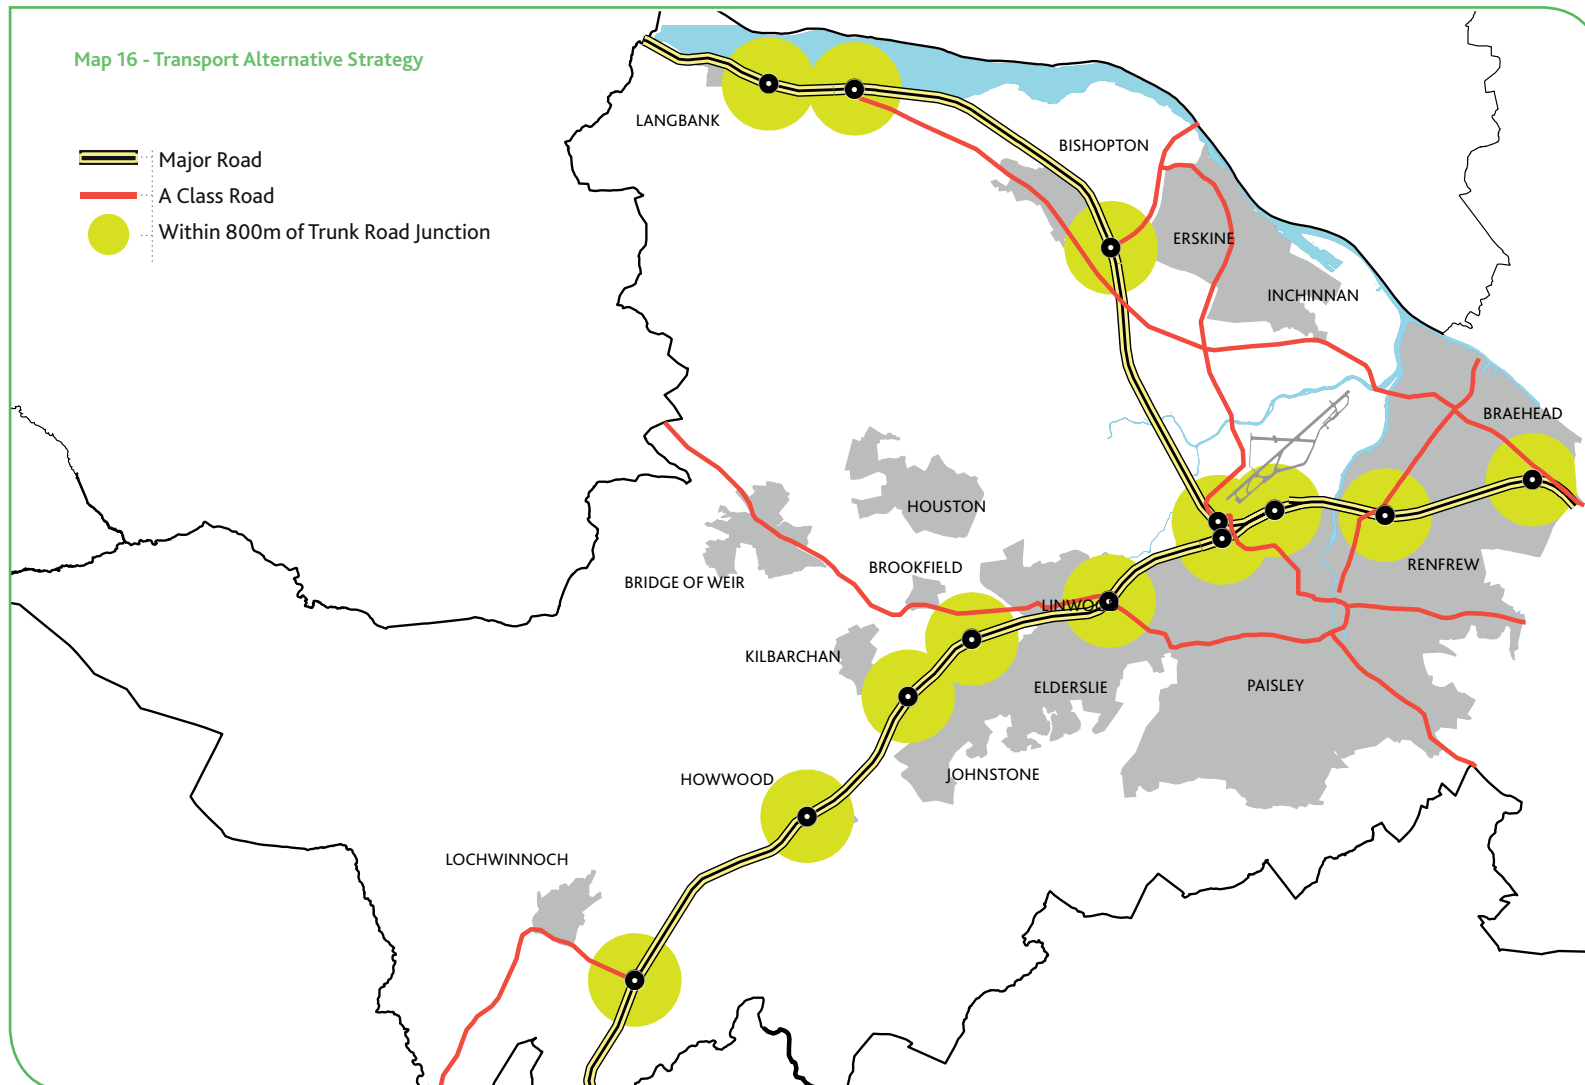 Map 16 - Transport Alternative Strategy
Major Road
A Class Road
Within 800m of Trunk Road Junction
LANGBANK
BISHOPTON
ERSKINE
INCHINNAN
BRAEHEAD
HOUSTON
RENFREW
BROOKFIELD
BRIDGE OF WEIR
LINWOOD
KILBARCHAN
ELDERSLIE
PAISLEY
JOHNSTONE
HOWWOOD
LOCHWINNOCH